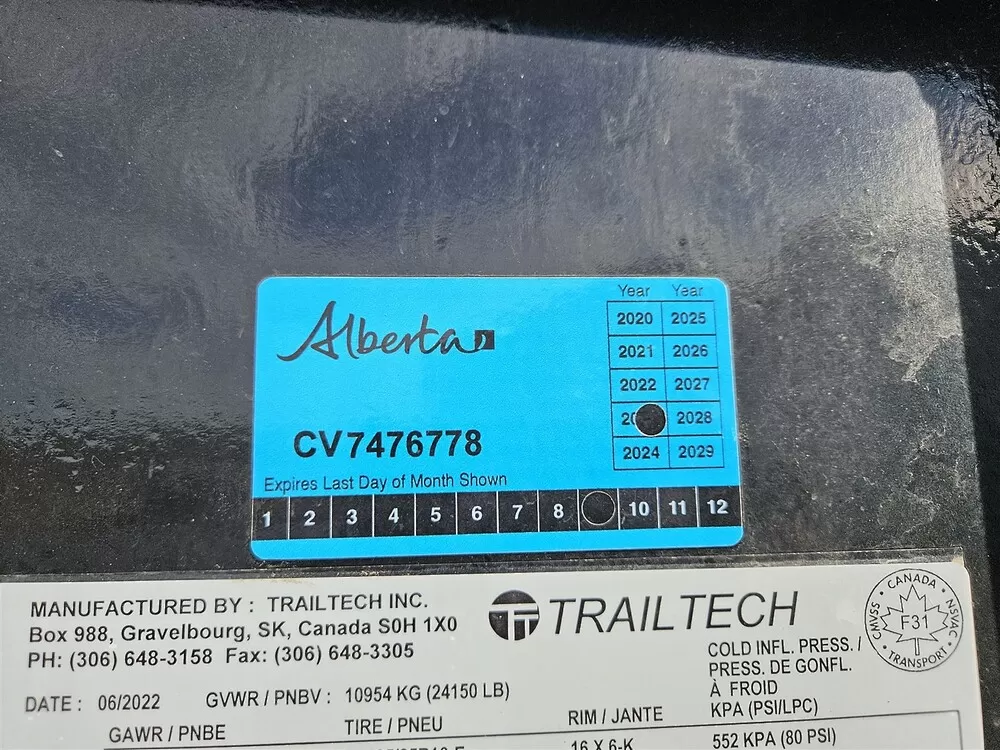 Alberta
Year Year
2020 2025
2021 2026
2022 2027
2028
2024 2029
CV7476778
Expires Last Day of Month Shown
1 2 3 4 5 6 7 8 10 11 12
MANUFACTURED BY : TRAILTECH INC.
Box 988, Gravelbourg, SK, Canada S0H 1X0
PH: (306) 648-3158 Fax: (306) 648-3305
TRAILTECH
CANADA
CMVSS NSVAC
F31
TRANSPORT
COLD INFL. PRESS. /
PRESS. DE GONFL.
À FROID
KPA (PSI/LPC)
DATE : 06/2022 GVWR / PNBV : 10954 KG (24150 LB)
GAWR / PNBE TIRE / PNEU RIM / JANTE
16 X 6-K 552 KPA (80 PSI)